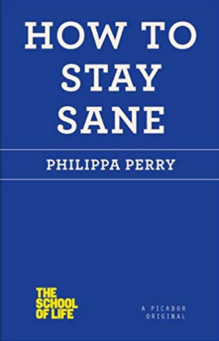 HOW TO
STAY
SANE
PHILIPPA PERRY
THE
SCHOOL
OF LIFE
A PICADOR
ORIGINAL